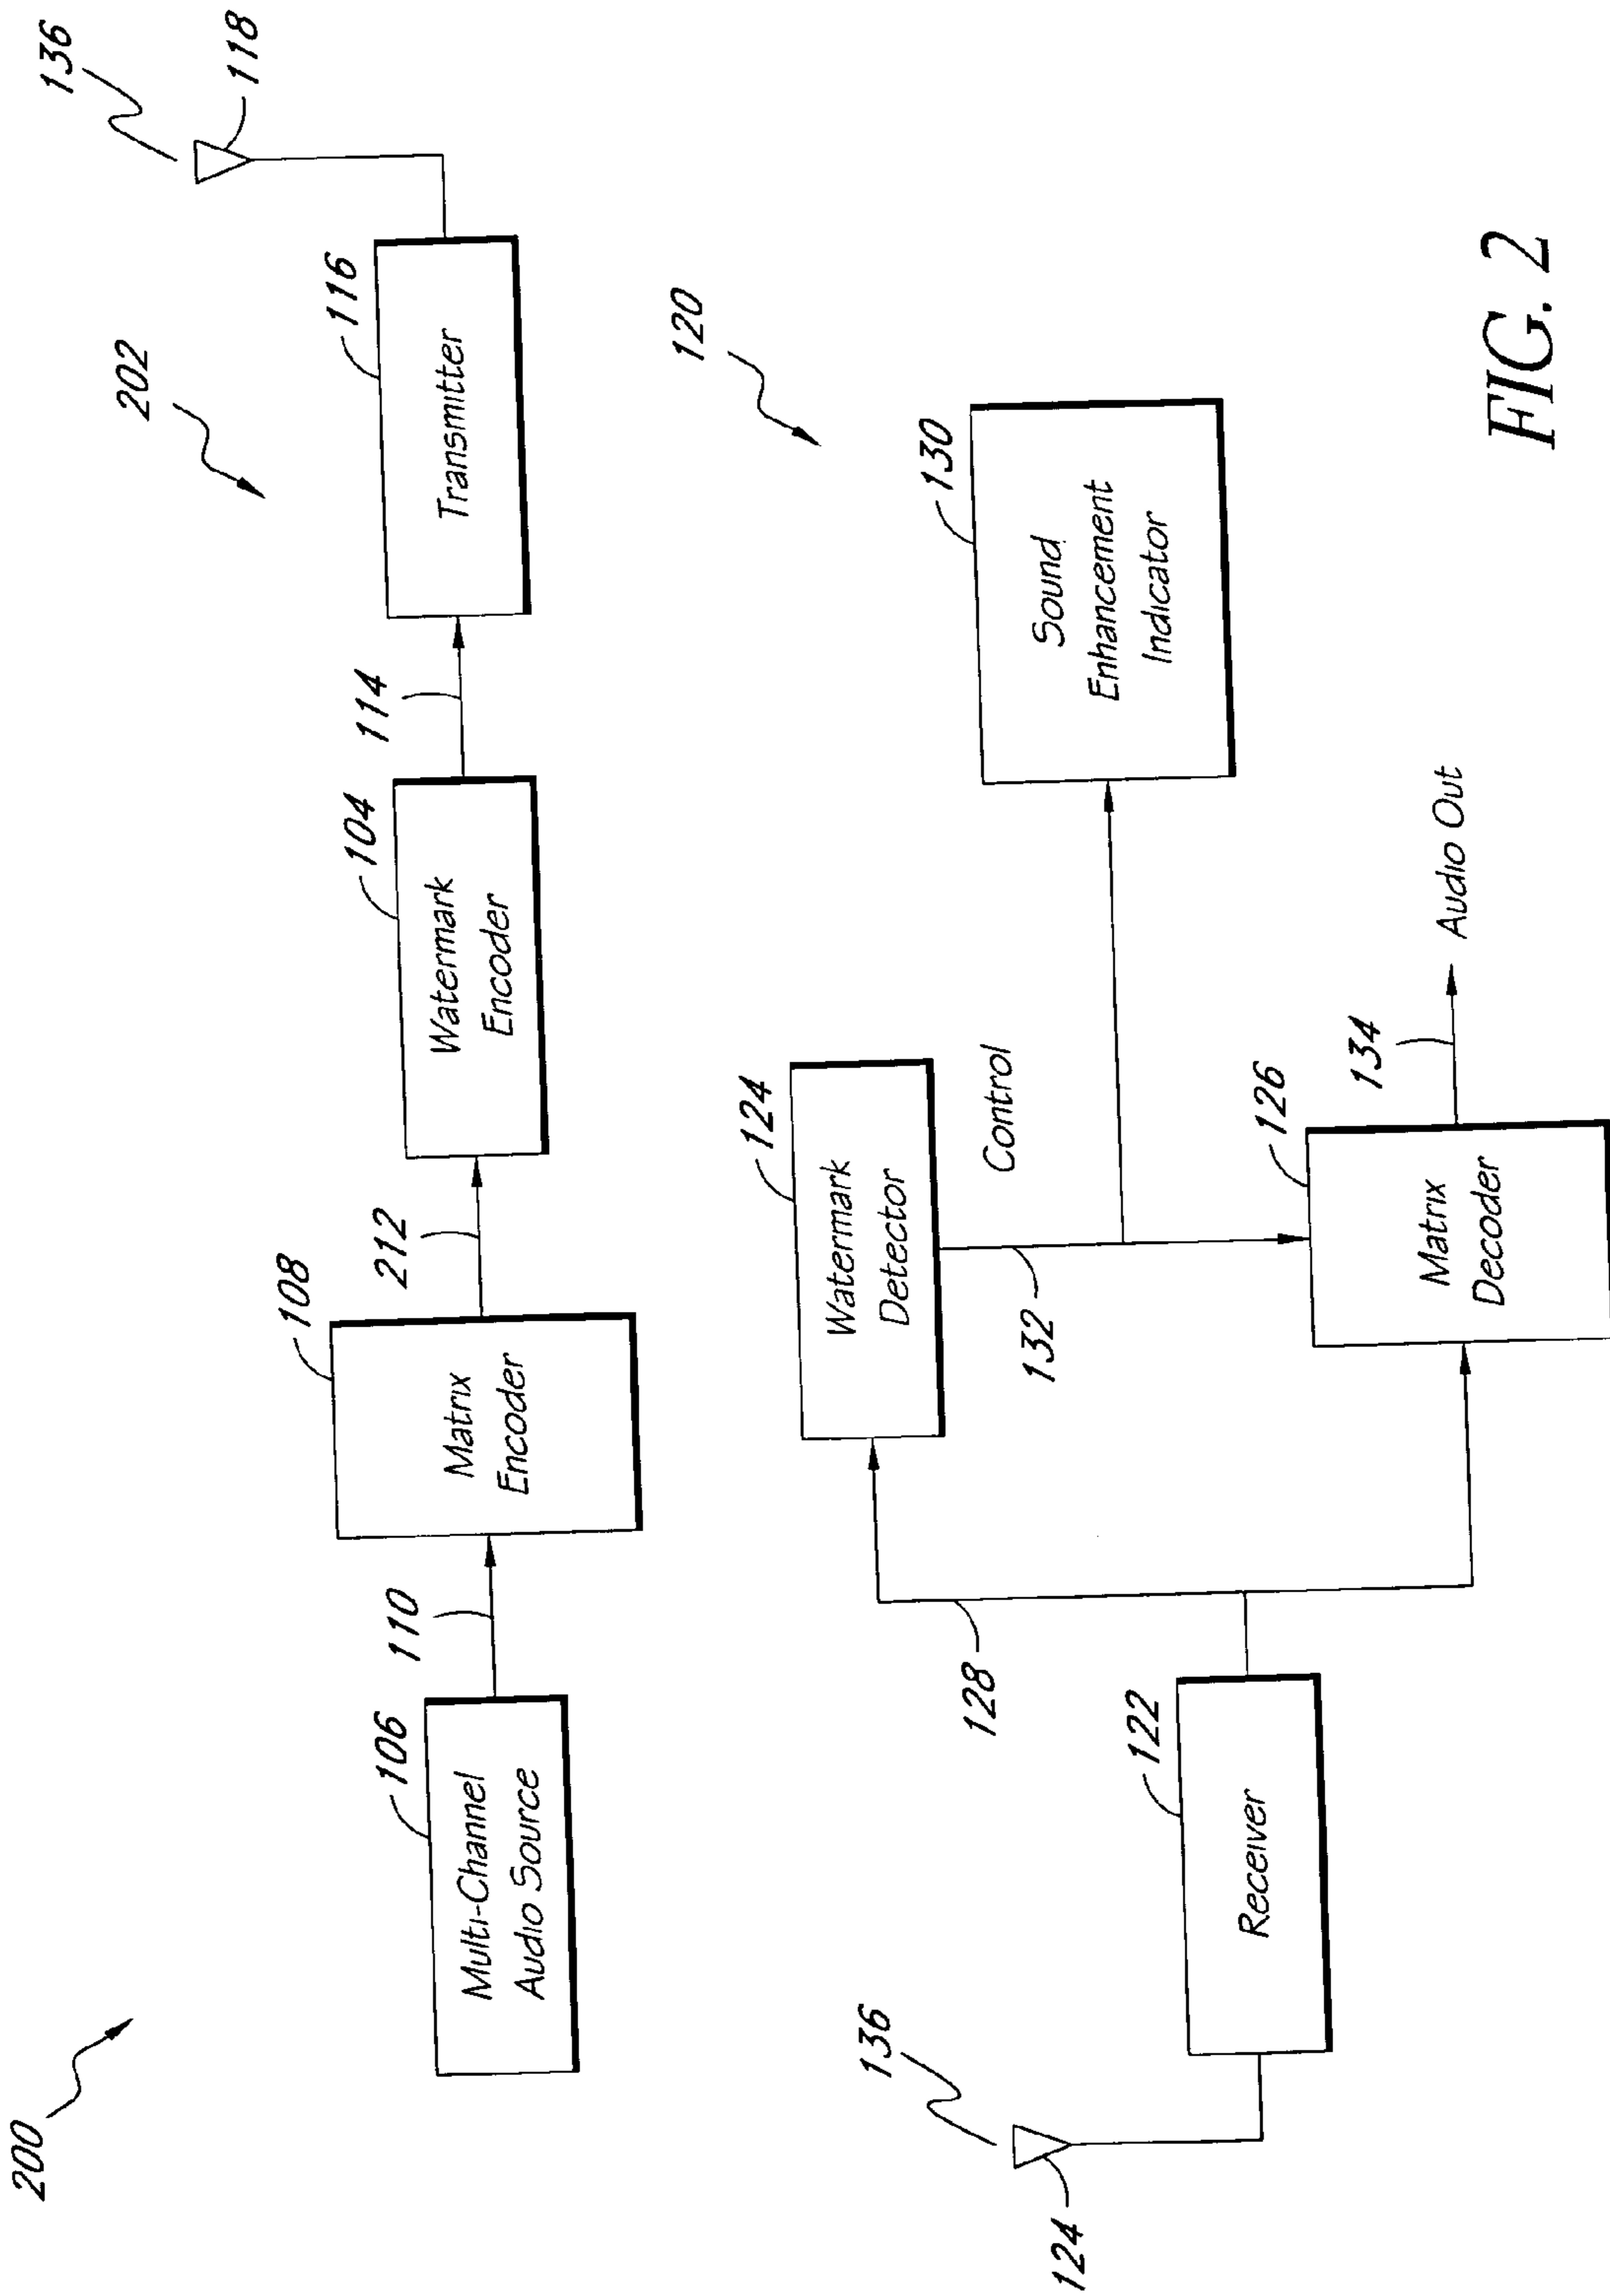 200
202
136
118
106
Multi-Channel
Audio Source
110
108
Matrix
Encoder
212
104
Watermark
Encoder
114
116
Transmitter
120
136
124
122
Receiver
128
124
Watermark
Detector
132
Control
130
Sound
Enhancement
Indicator
126
Matrix
Decoder
134
Audio Out
FIG. 2